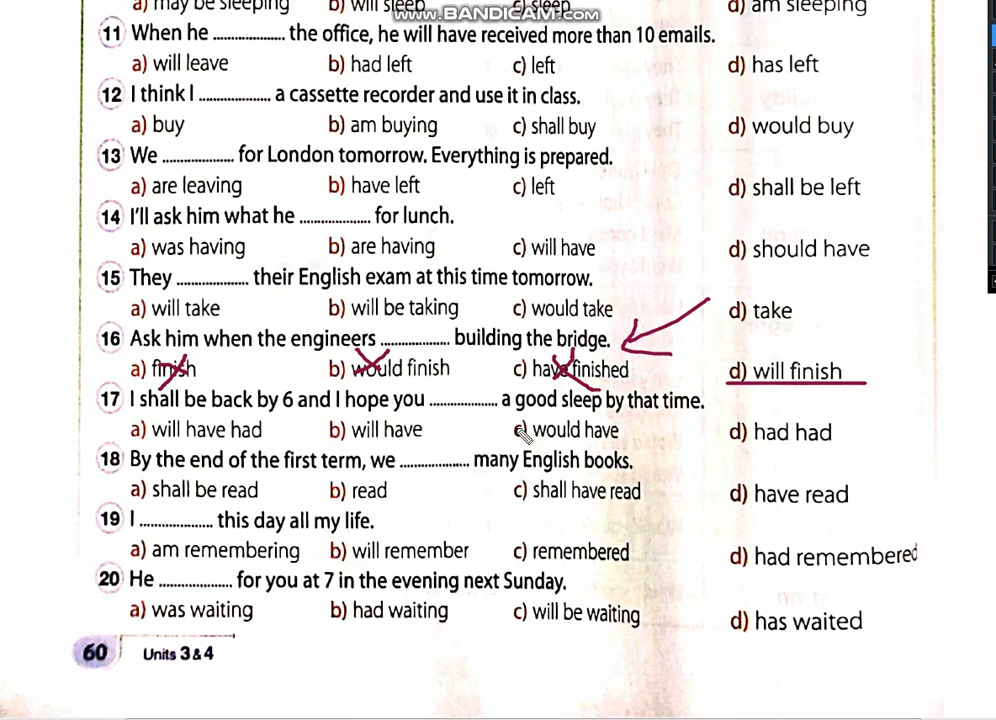 a) may be sleeping b) will sleep c) sleep d) am sleeping
WWW.BANDICAM.COM
11 When he .................. the office, he will have received more than 10 emails.
a) will leave b) had left c) left d) has left
12 I think I .................. a cassette recorder and use it in class.
a) buy b) am buying c) shall buy d) would buy
13 We .................. for London tomorrow. Everything is prepared.
a) are leaving b) have left c) left d) shall be left
14 I'll ask him what he .................. for lunch.
a) was having b) are having c) will have d) should have
15 They .................. their English exam at this time tomorrow.
a) will take b) will be taking c) would take d) take
16 Ask him when the engineers .................. building the bridge.
a) finish b) would finish c) have finished d) will finish
17 I shall be back by 6 and I hope you .................. a good sleep by that time.
a) will have had b) will have c) would have d) had had
18 By the end of the first term, we .................. many English books.
a) shall be read b) read c) shall have read d) have read
19 I .................. this day all my life.
a) am remembering b) will remember c) remembered d) had remembered
20 He .................. for you at 7 in the evening next Sunday.
a) was waiting b) had waiting c) will be waiting d) has waited
60 Units 3 & 4